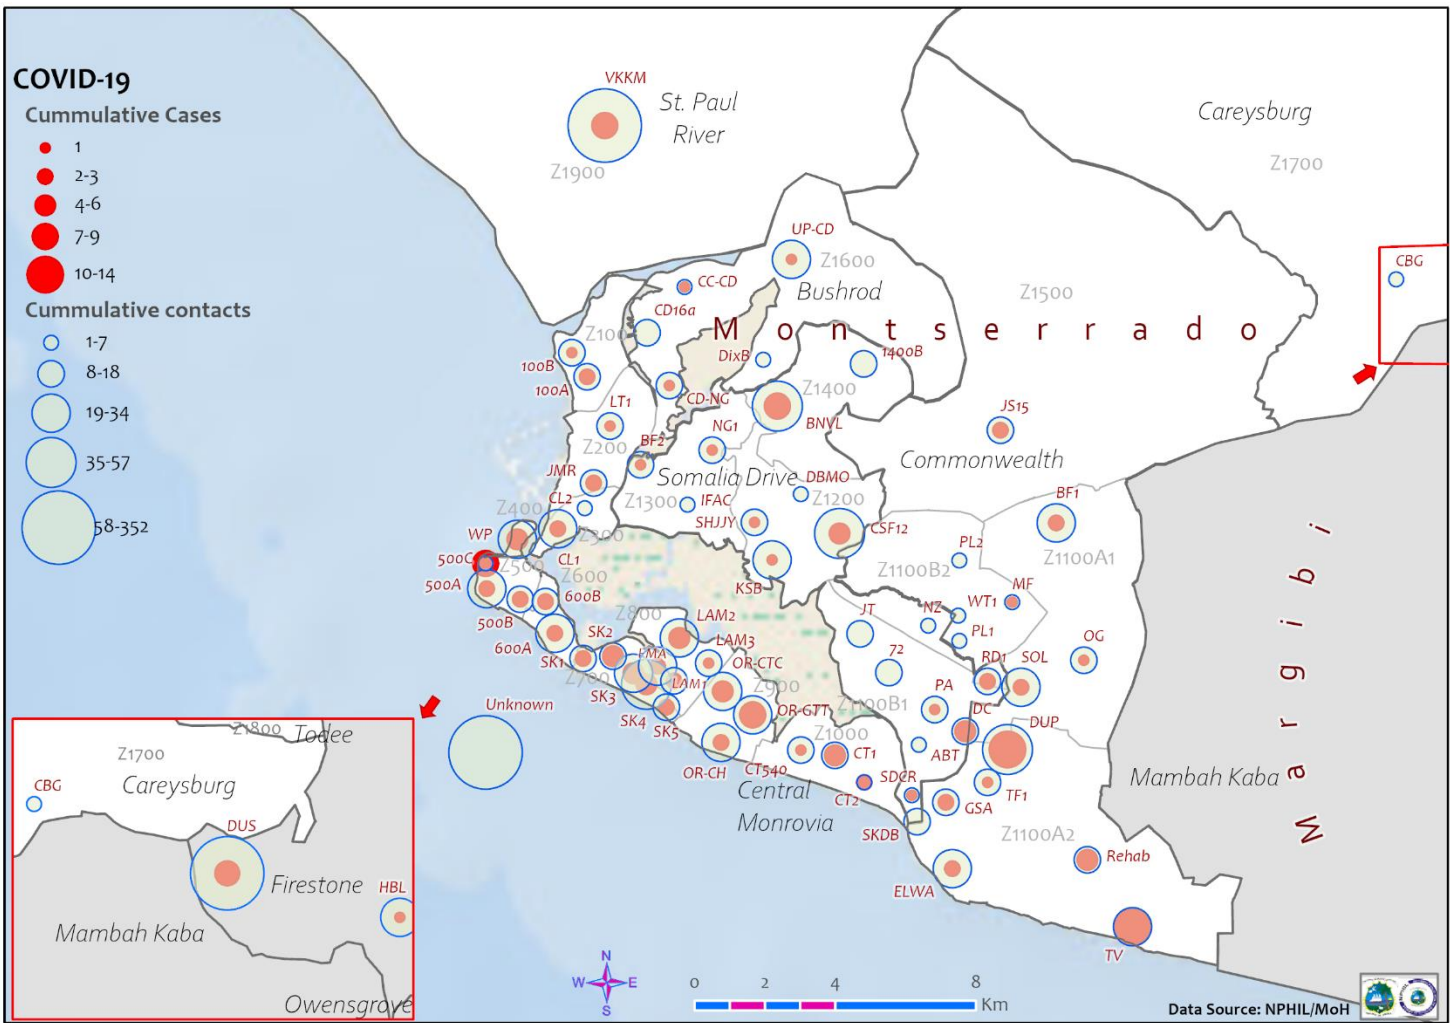 COVID-19
Cummulative Cases
1
2-3
4-6
7-9
10-14
Cummulative contacts
1-7
8-18
19-34
35-57
58-352
VKKM
St. Paul
River
Z1900
Careysburg
Z1700
UP-CD
Z1600
Bushrod
CBG
CC-CD
Z1500
CD16a
Montserrado
Z100
DixB
1400B
100B
100A
CD-NG
Z1400
LT1
BNVL
JS15
NG1
BF2
Z200
Commonwealth
Somalia Drive
JMR
DBMO
BF1
CL2
Z1300
IFAC
Z1200
Z400
SHJJY
WP
Z300
CSF12
PL2
Z1100A1
500C
Z500
CL1
Z1100B2
500A
Z600
KSB
MF
600B
WT1
500B
Z800
LAM2
JT
NZ
PL1
600A
SK2
LAM3
OG
SK1
FMA
OR-CTC
72
RD1
SOL
Z700
LAM1
Z900
SK3
PA
Z1100B1
SK4
SK5
OR-GTT
DC
DUP
Unknown
Z1000
CT1
ABT
OR-CH
CT540
SDCR
TF1
Mambah Kaba
Margibi
Central
Monrovia
CT2
GSA
SKDB
Z1100A2
Rehab
ELWA
TV
Z1800
Todee
Z1700
Careysburg
CBG
DUS
Firestone
HBL
Mambah Kaba
Owensgrove
N
W
E
S
0
2
4
8
Km
Data Source: NPHIL/MoH